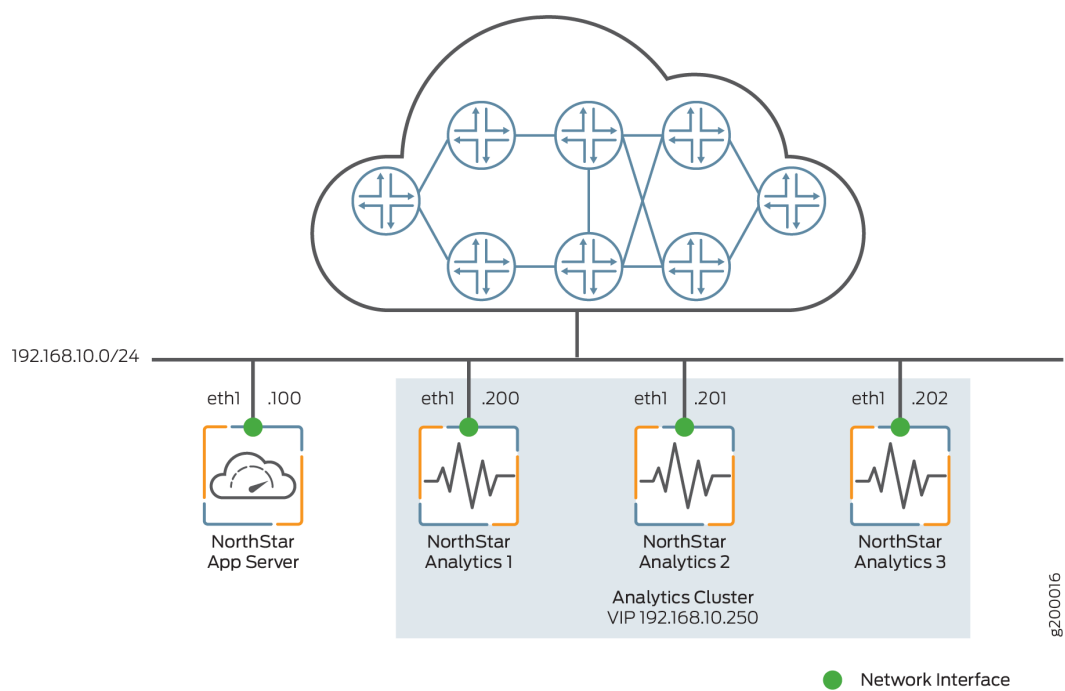 192.168.10.0/24
eth1 .100
eth1 .200
eth1 .201
eth1 .202
NorthStar
App Server
NorthStar
Analytics 1
NorthStar
Analytics 2
NorthStar
Analytics 3
Analytics Cluster
VIP 192.168.10.250
g200016
Network Interface